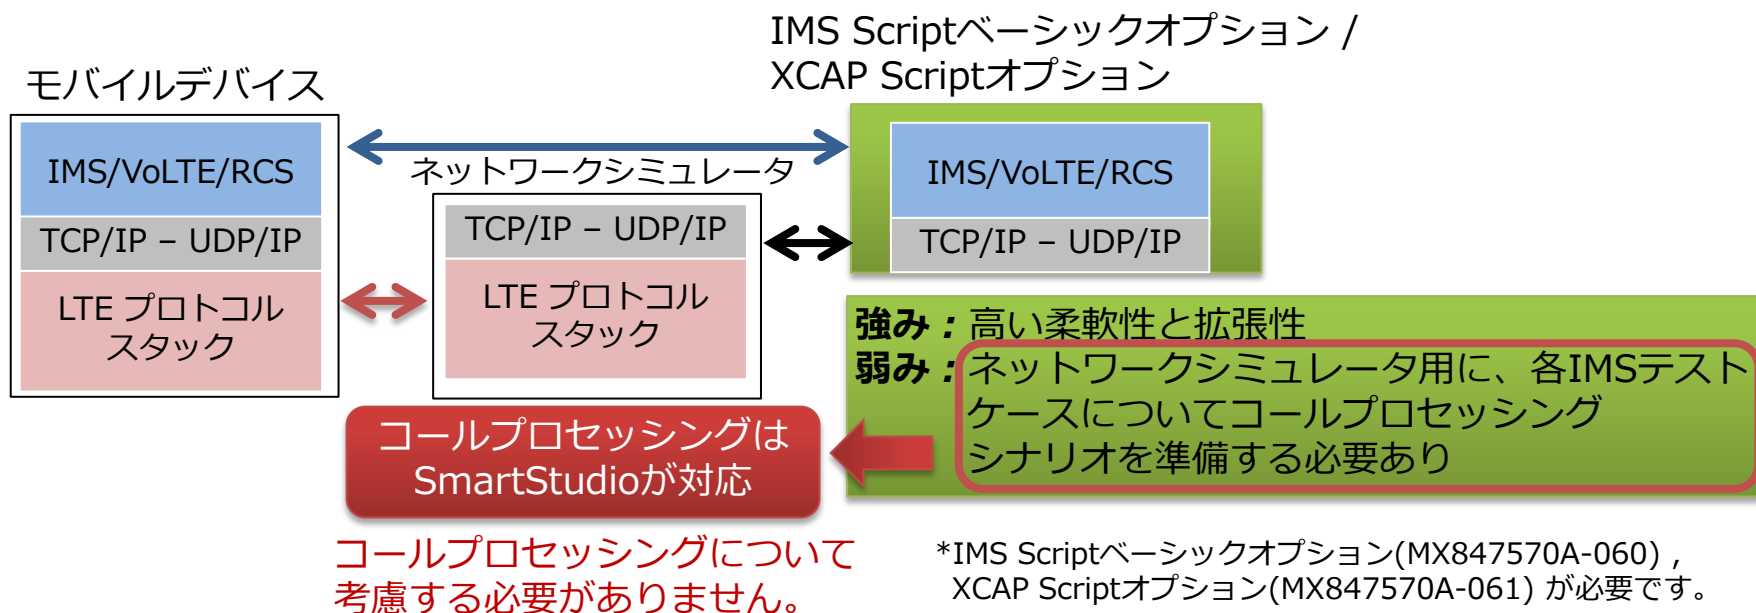 IMS Scriptベーシックオプション /
XCAP Scriptオプション
モバイルデバイス
IMS/VoLTE/RCS
TCP/IP – UDP/IP
LTE プロトコル
スタック
ネットワークシミュレータ
TCP/IP – UDP/IP
LTE プロトコル
スタック
IMS/VoLTE/RCS
TCP/IP – UDP/IP
強み：高い柔軟性と拡張性
弱み：ネットワークシミュレータ用に、各IMSテスト
ケースについてコールプロセッシング
シナリオを準備する必要あり
コールプロセッシングは
SmartStudioが対応
コールプロセッシングについて
考慮する必要がありません。
*IMS Scriptベーシックオプション(MX847570A-060) ,
XCAP Scriptオプション(MX847570A-061) が必要です。